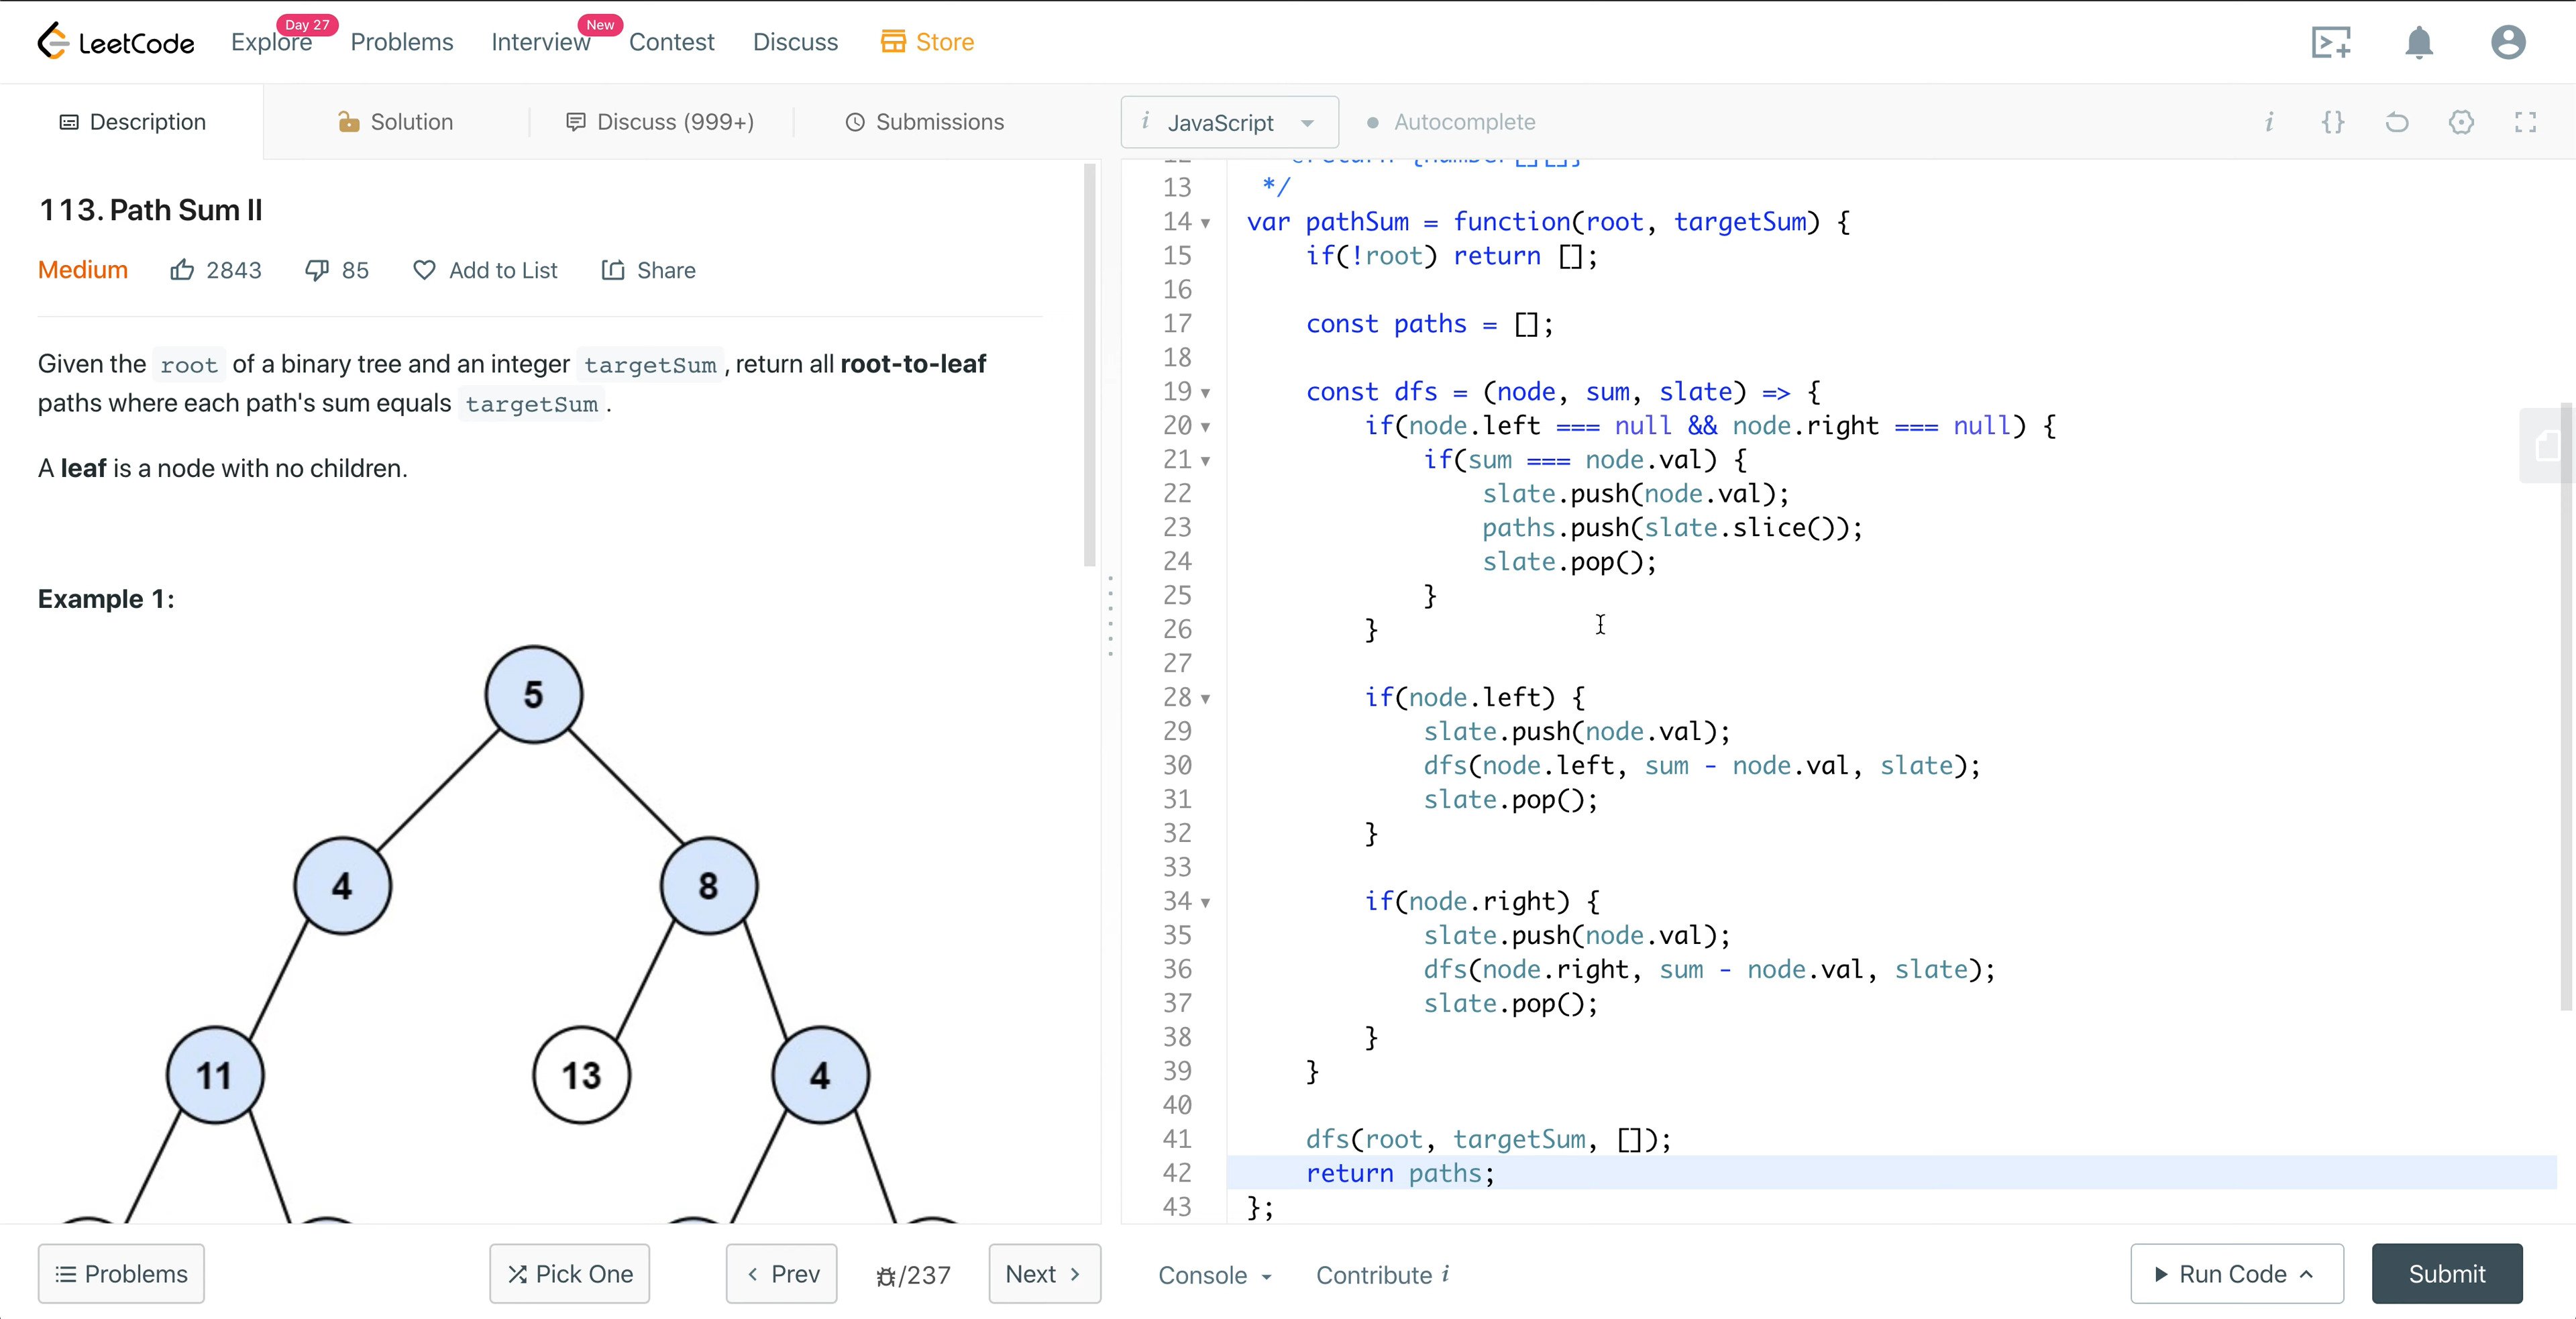 Day 27
New
LeetCode
Explore
Problems
Interview
Contest
Discuss
Store
Description
Solution
Discuss (999+)
Submissions
i JavaScript
Autocomplete
i
{}
113. Path Sum II
Medium
2843
85
Add to List
Share
Given the root of a binary tree and an integer targetSum, return all root-to-leaf
paths where each path's sum equals targetSum.
A leaf is a node with no children.
Example 1:
5
4
8
11
13
4
13 */
14 var pathSum = function(root, targetSum) {
15 if(!root) return [];
16
17 const paths = [];
18
19 const dfs = (node, sum, slate) => {
20 if(node.left === null && node.right === null) {
21 if(sum === node.val) {
22 slate.push(node.val);
23 paths.push(slate.slice());
24 slate.pop();
25 }
26 }
27
28 if(node.left) {
29 slate.push(node.val);
30 dfs(node.left, sum - node.val, slate);
31 slate.pop();
32 }
33
34 if(node.right) {
35 slate.push(node.val);
36 dfs(node.right, sum - node.val, slate);
37 slate.pop();
38 }
39 }
40
41 dfs(root, targetSum, []);
42 return paths;
43 };
Problems
Pick One
Prev
/237
Next
Console
Contribute i
Run Code
Submit